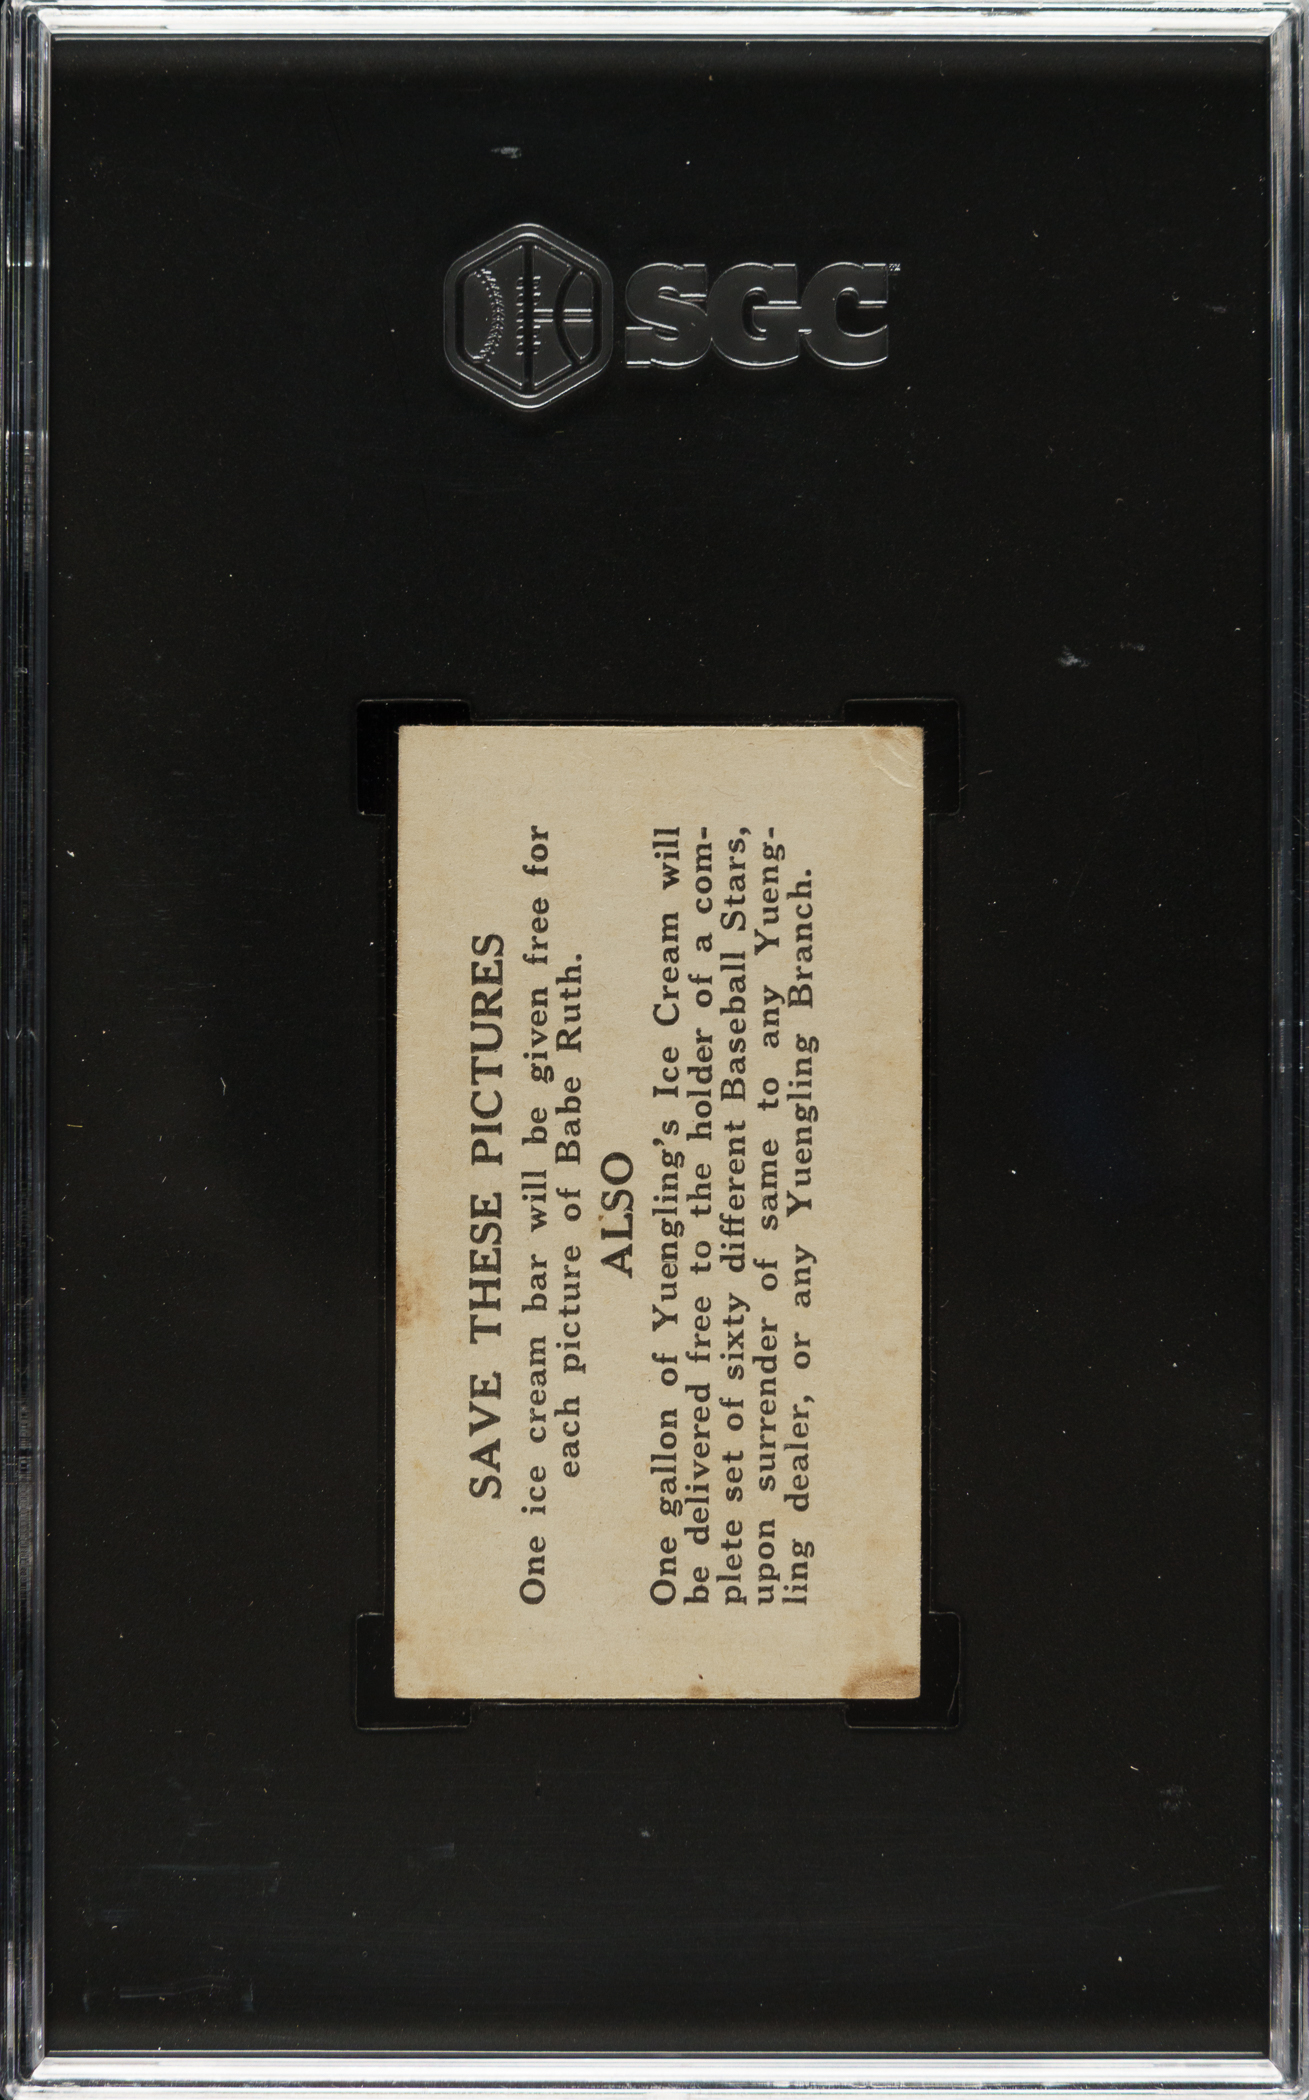 SGC
SAVE THESE PICTURES
One ice cream bar will be given free for
each picture of Babe Ruth.
ALSO
One gallon of Yuengling's Ice Cream will
be delivered free to the holder of a com-
plete set of sixty different Baseball Stars,
upon surrender of same to any Yueng-
ling dealer, or any Yuengling Branch.